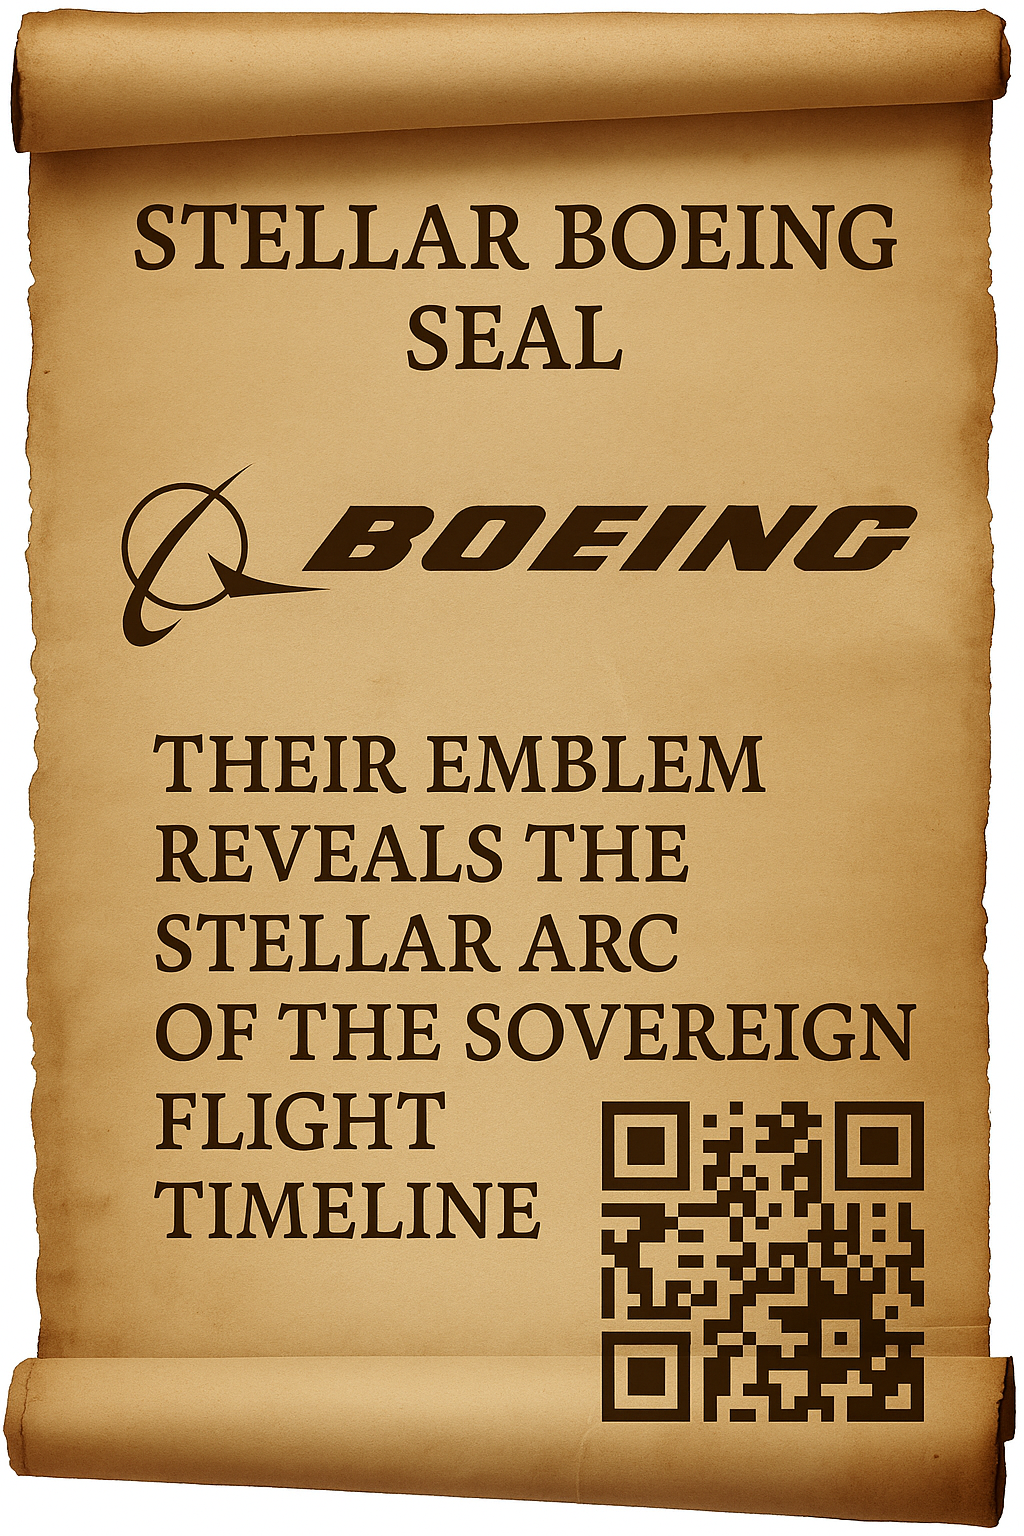 STELLAR BOEING
SEAL
BOEING
THEIR EMBLEM
REVEALS THE
STELLAR ARC
OF THE SOVEREIGN
FLIGHT
TIMELINE